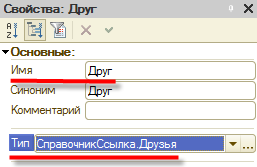 Свойства: Друг
Основные:
Имя Друг
Синоним Друг
Комментарий
Тип СправочникСсылка.Друзья ...